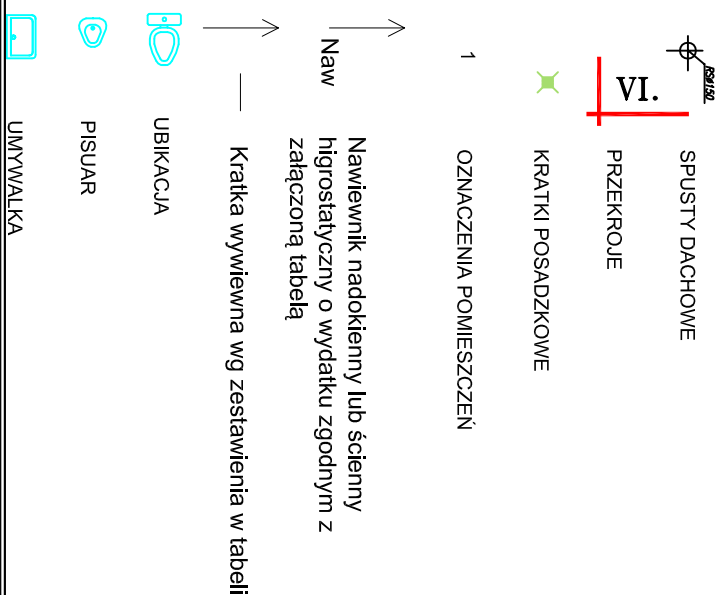 RSø150
SPUSTY DACHOWE
VI.
PRZEKROJE
KRATKI POSADZKOWE
1
OZNACZENIA POMIESZCZEŃ
Naw
Nawiewnik nadokienny lub ścienny
higrostatyczny o wydatku zgodnym z
załączoną tabelą
Kratka wywiewna wg zestawienia w tabeli
UBIKACJA
PISUAR
UMYWALKA